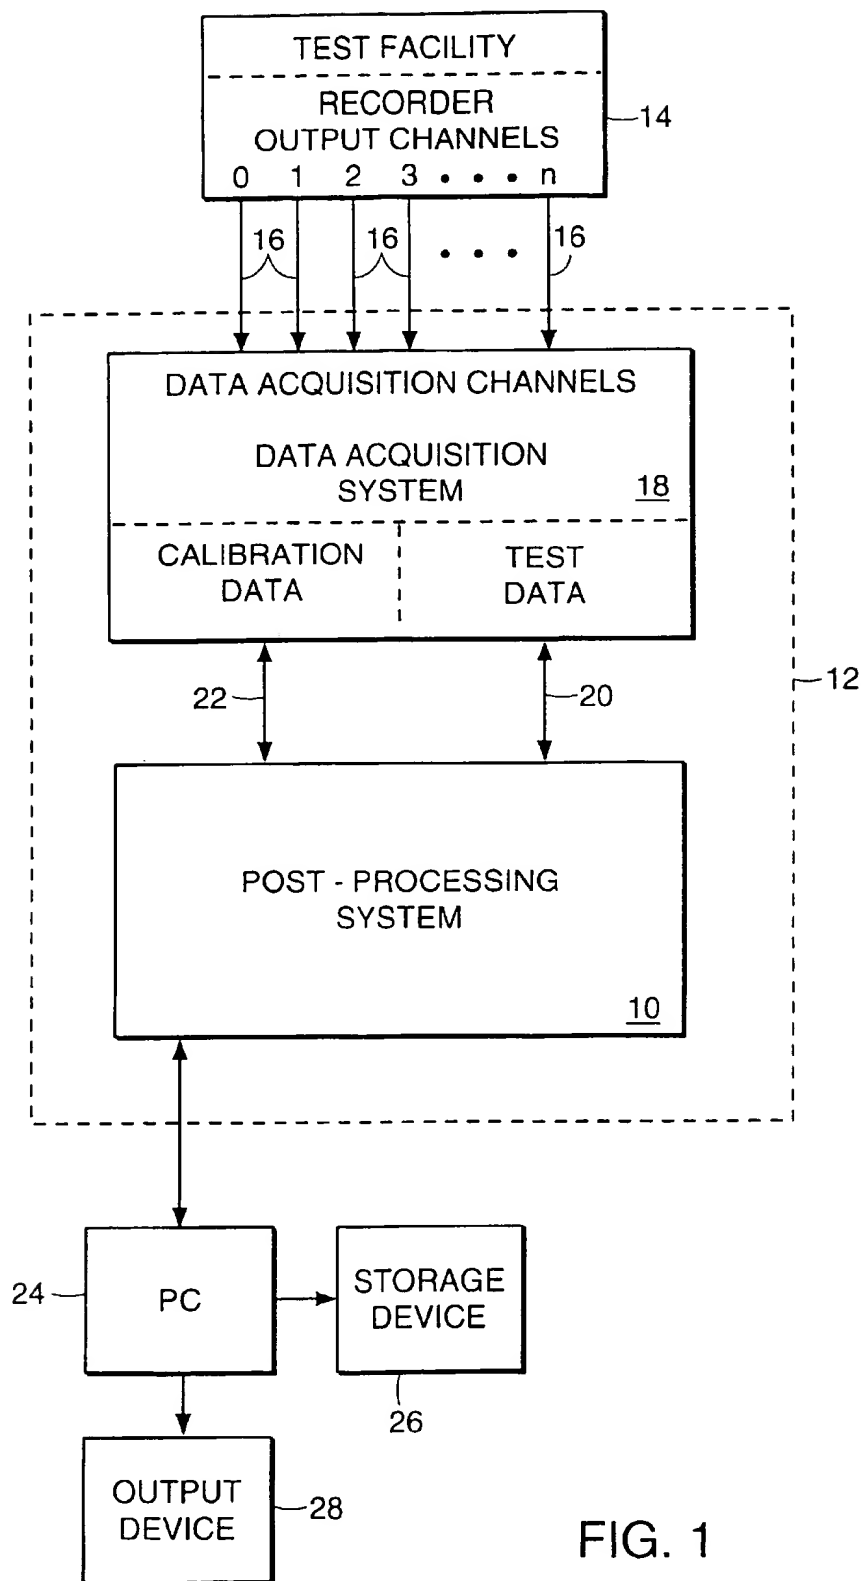 TEST FACILITY
RECORDER
OUTPUT CHANNELS
0 1 2 3 • • • n
14
16 16 • • • 16
DATA ACQUISITION CHANNELS
DATA ACQUISITION
SYSTEM
18
CALIBRATION
DATA
TEST
DATA
22
20
12
POST - PROCESSING
SYSTEM
10
24
PC
STORAGE
DEVICE
26
OUTPUT
DEVICE
28
FIG. 1